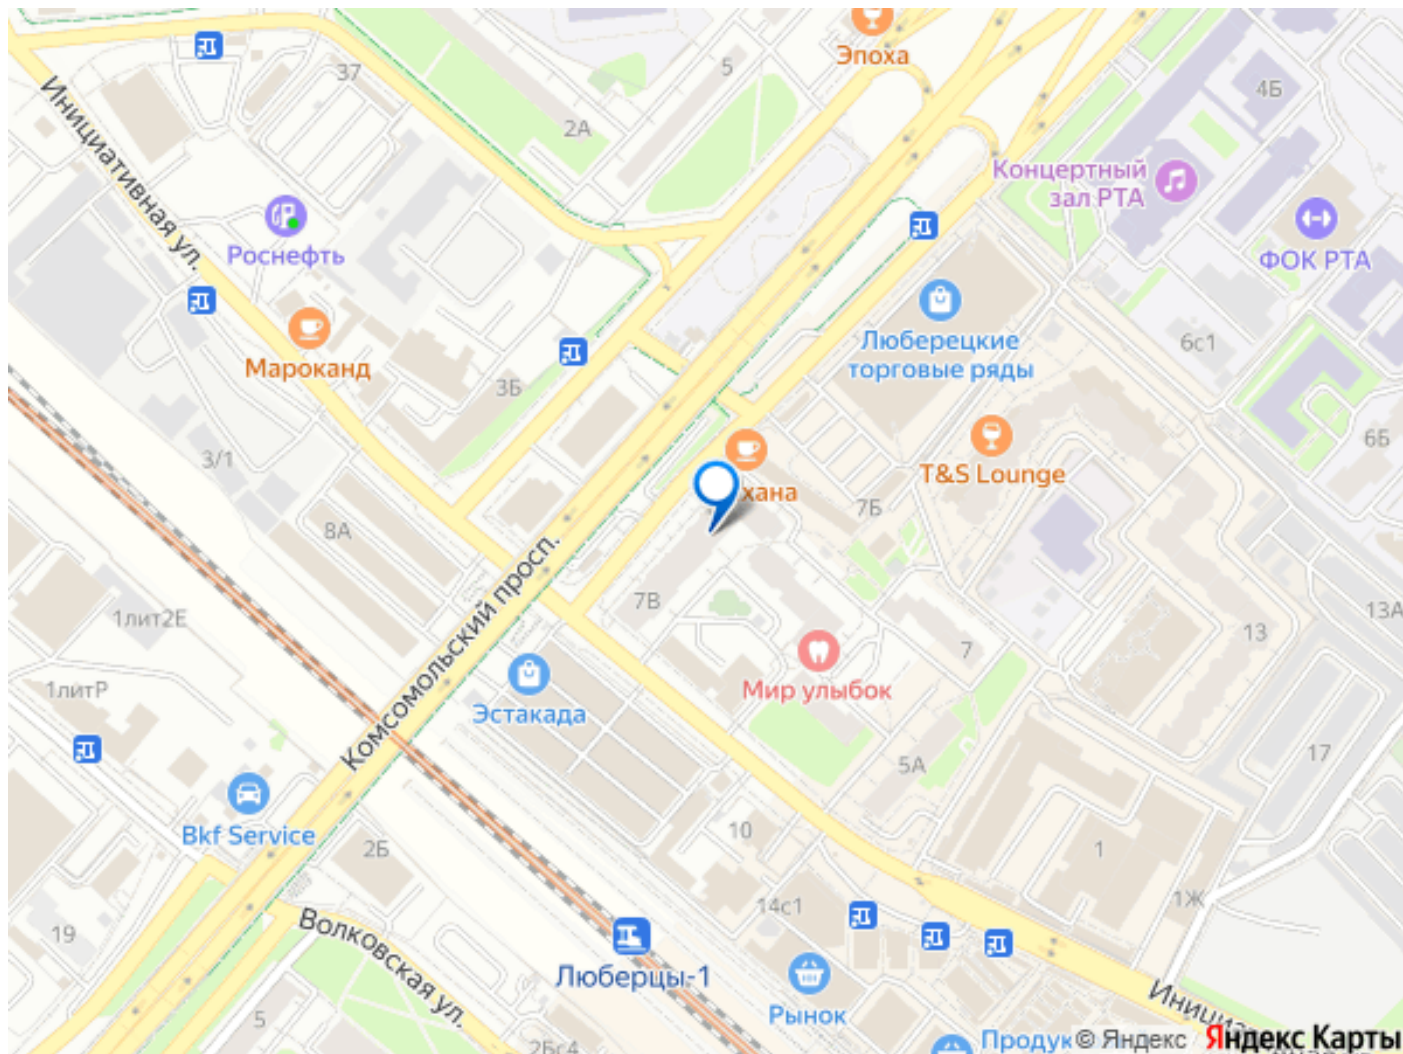 Эпоха
37
5
4Б
2А
Инициативная ул.
Концертный
зал РТА
Роснефть
ФОК РТА
Люберецкие
торговые ряды
6с1
Мароканд
3Б
6Б
T&S Lounge
3/1
хана
7Б
8А
Комсомольский просп.
7В
1лит2Е
13А
13
7
1литР
Мир улыбок
Эстакада
17
5А
Bkf Service
10
2Б
1
1Ж
14с1
19
Волковская ул.
Люберцы-1
Рынок
Инициа
5
2Бс4
Продук
© Яндекс
Яндекс Карты